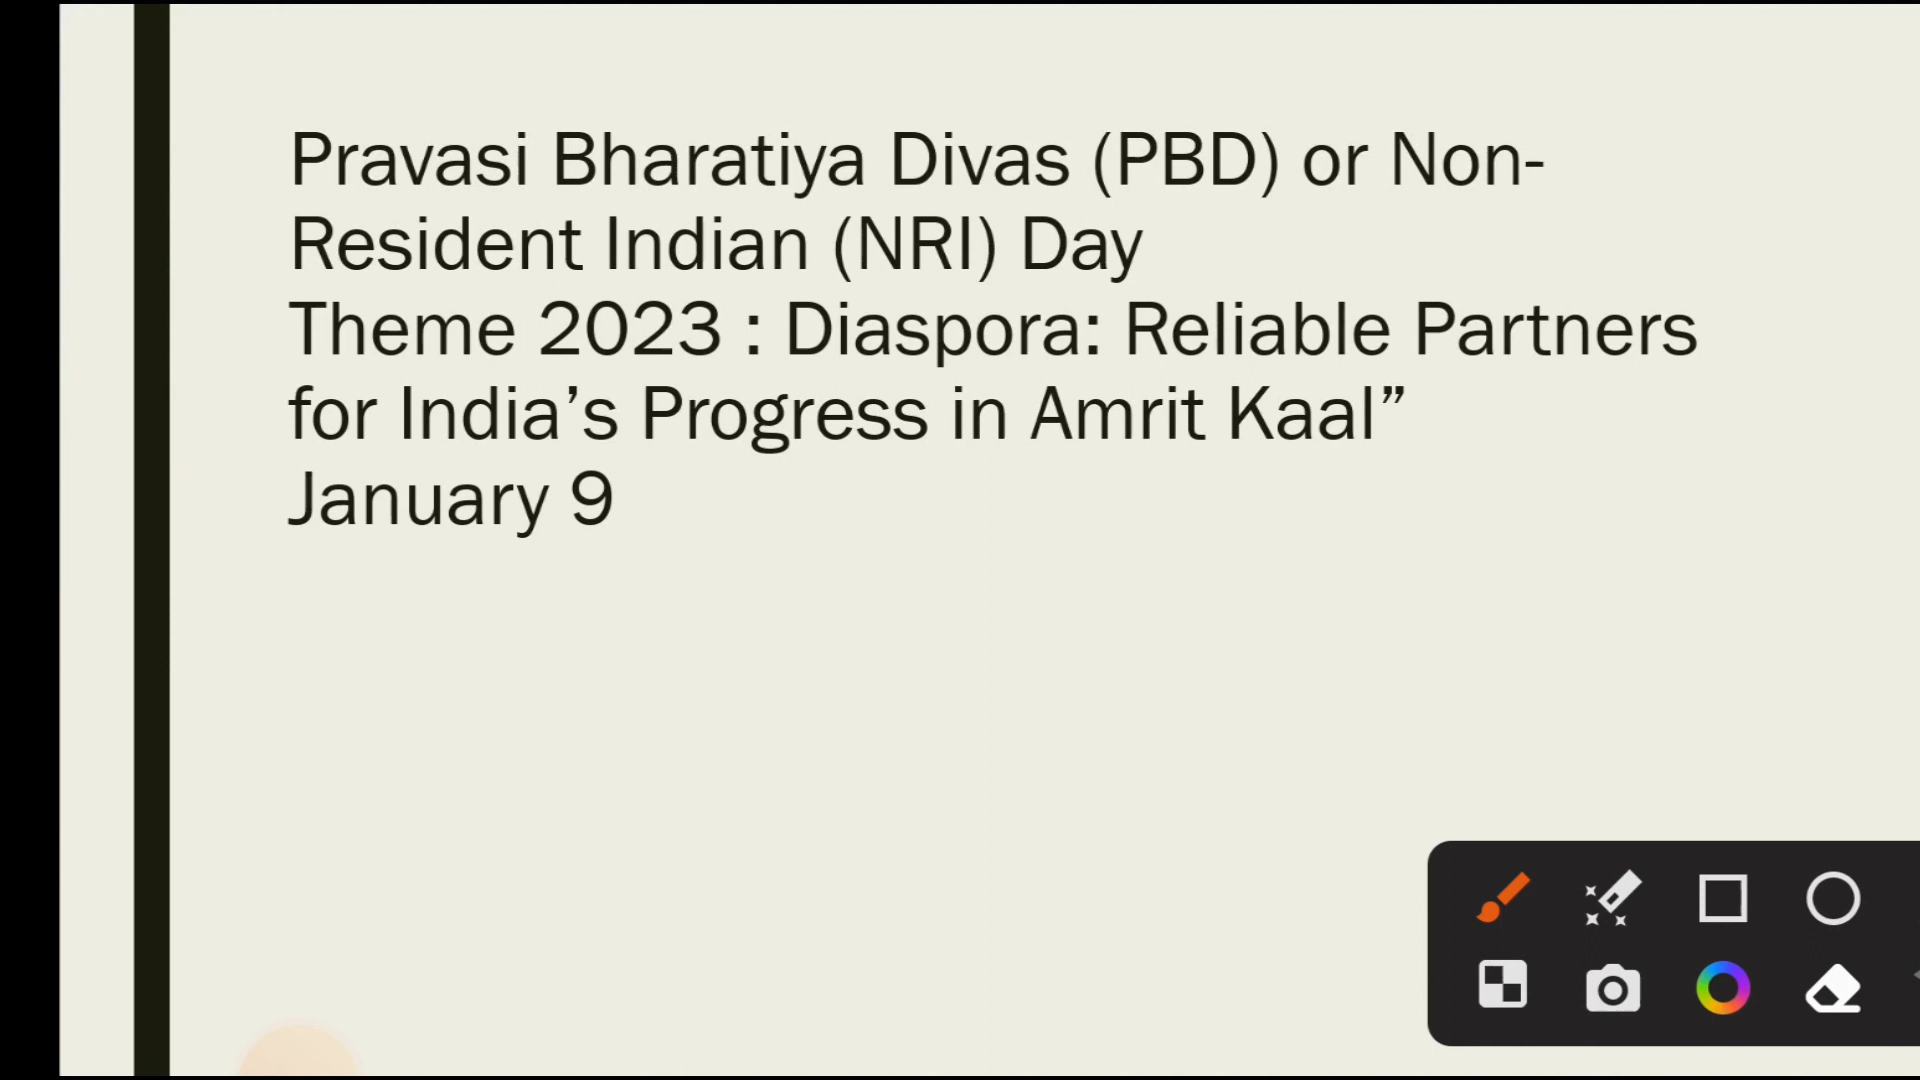 Pravasi Bharatiya Divas (PBD) or Non-
Resident Indian (NRI) Day
Theme 2023 : Diaspora: Reliable Partners
for India’s Progress in Amrit Kaal”
January 9